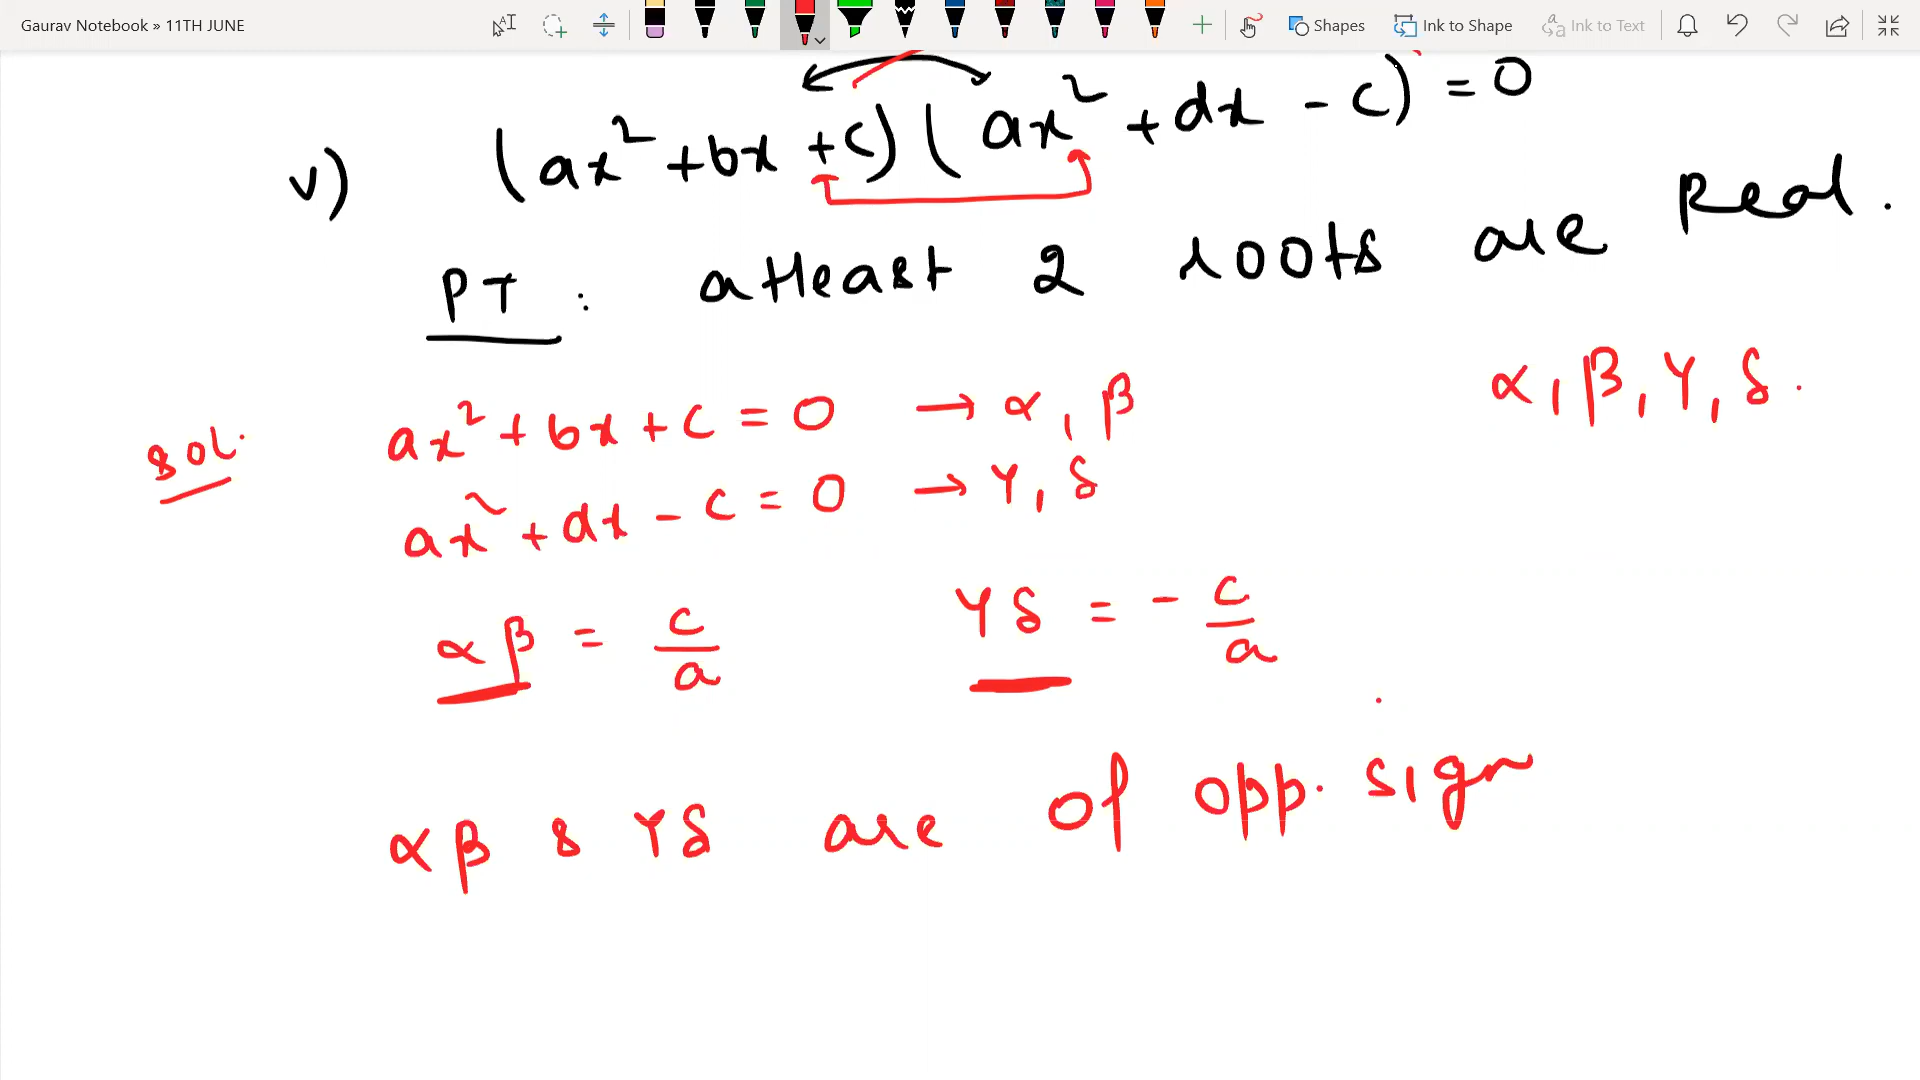 Gaurav Notebook » 11TH JUNE
Shapes
Ink to Shape
Ink to Text
v) (ax² + bx + c) (ax² + dx - c) = 0
PT : atleast 2 roots are Real.
α, β, γ, δ.
Sol.
ax² + bx + c = 0 → α, β
ax² + dx - c = 0 → γ, δ
αβ = c/a γδ = - c/a
αβ & γδ are of opp. sign